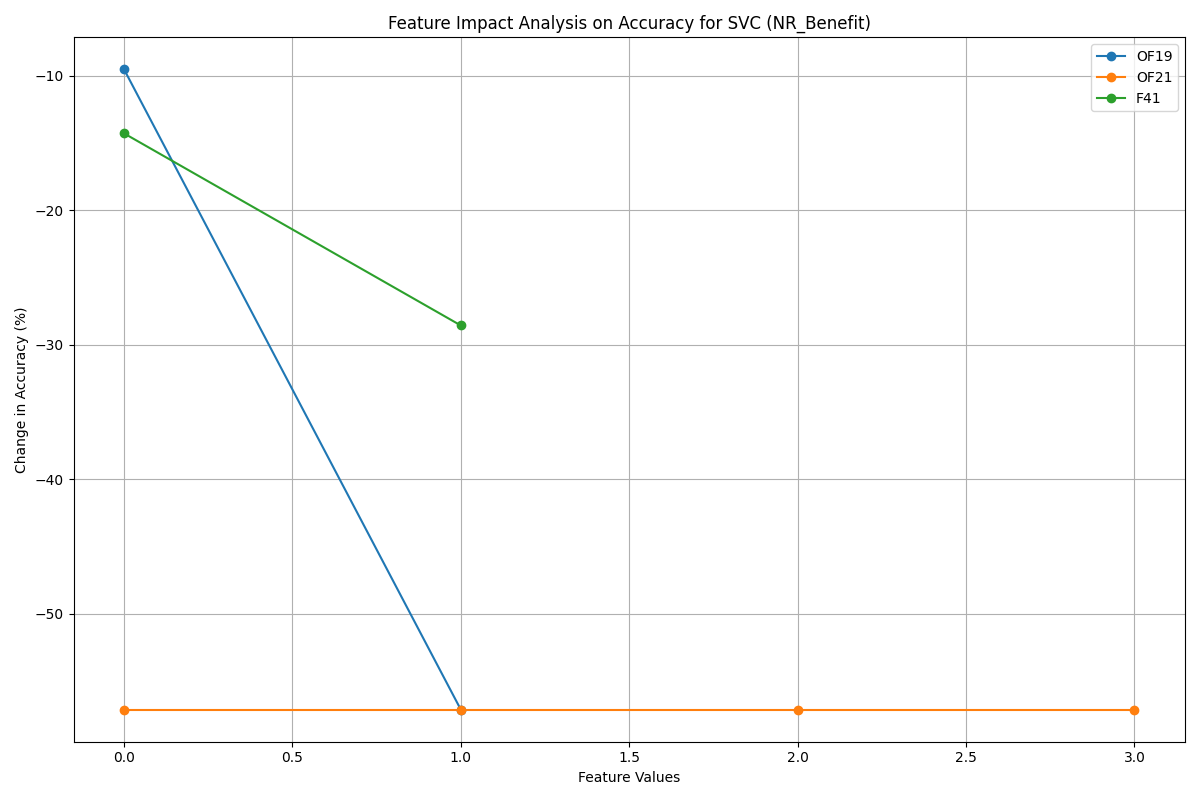 Feature Impact Analysis on Accuracy for SVC (NR_Benefit)
OF19
OF21
F41
Change in Accuracy (%)
−10
−20
−30
−40
−50
0.0
0.5
1.0
1.5
2.0
2.5
3.0
Feature Values